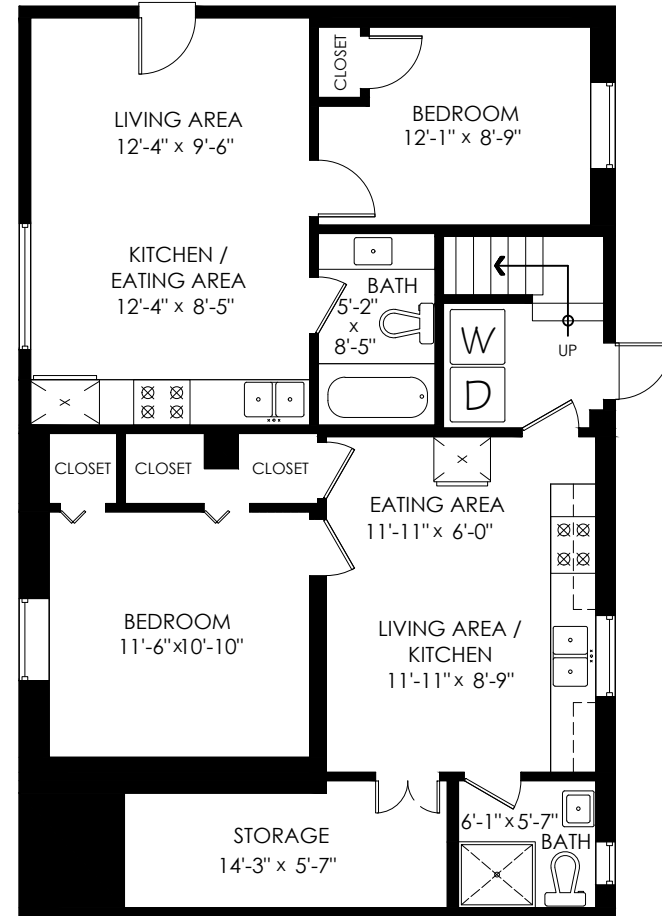 CLOSET
LIVING AREA
12'-4" x 9'-6"
BEDROOM
12'-1" x 8'-9"
KITCHEN /
EATING AREA
12'-4" x 8'-5"
BATH
5'-2"
x
8'-5"
W
D
UP
CLOSET
CLOSET
CLOSET
EATING AREA
11'-11" x 6'-0"
BEDROOM
11'-6"x10'-10"
LIVING AREA /
KITCHEN
11'-11" x 8'-9"
STORAGE
14'-3" x 5'-7"
6'-1" x 5'-7"
BATH